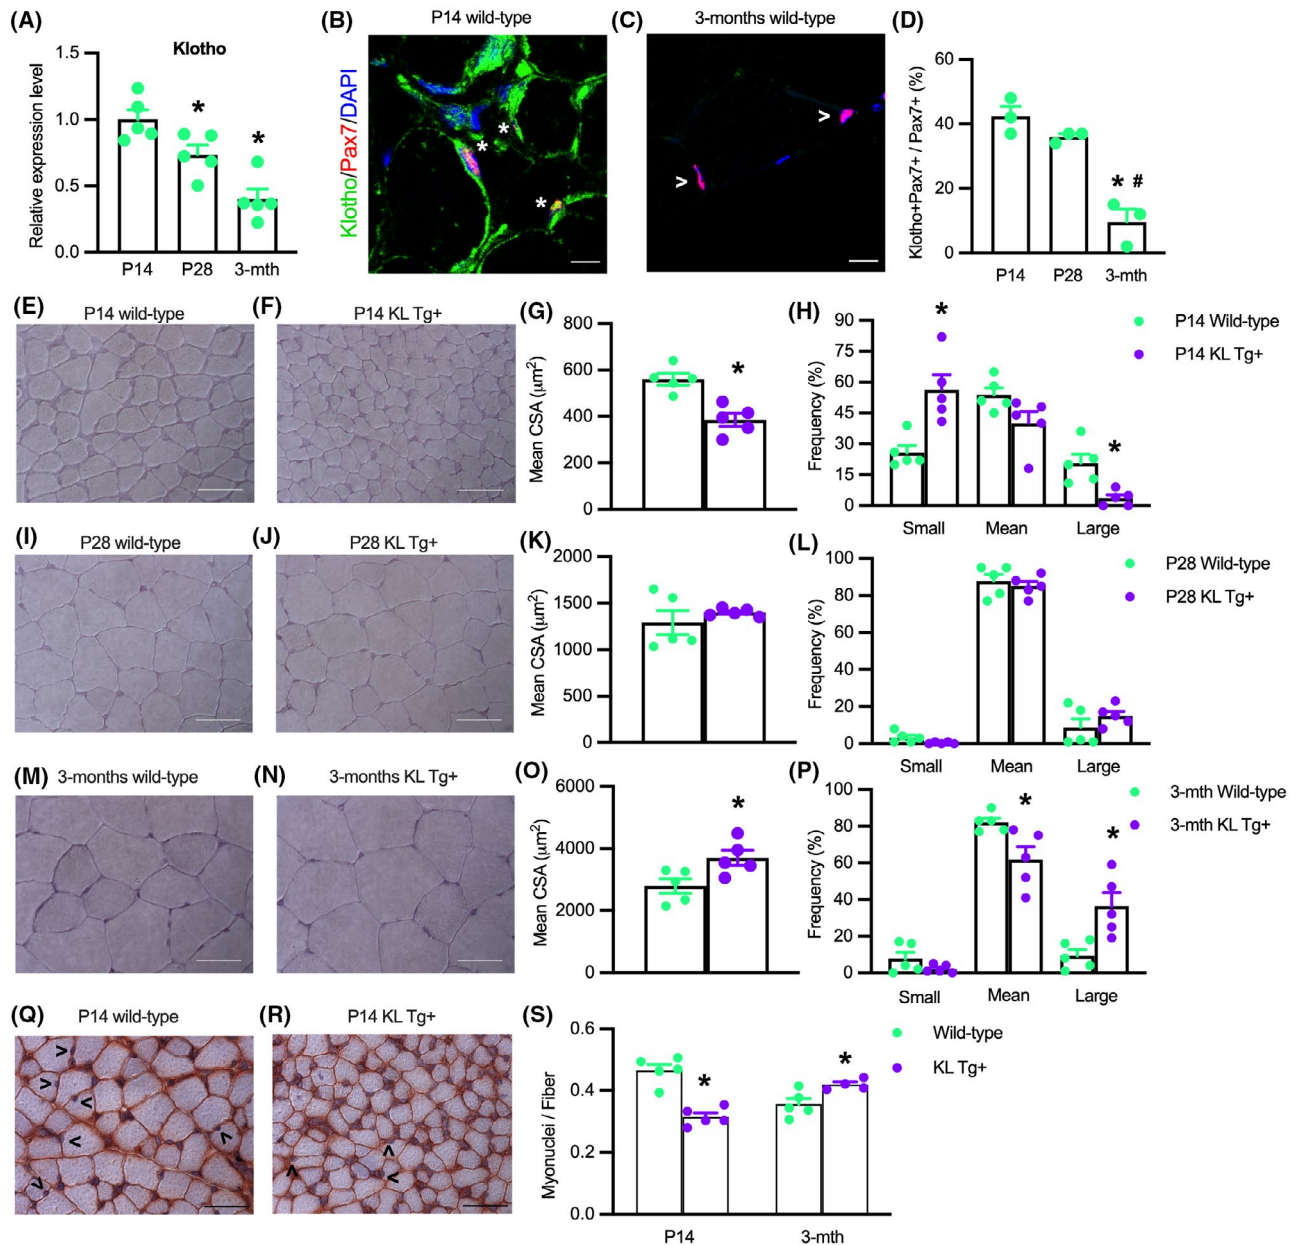 (A)
Klotho
Relative expression level
1.5
1.0
0.5
0.0
*
*
P14 P28 3-mth
(B)
P14 wild-type
Klotho/Pax7/DAPI
*
*
*
(C)
3-months wild-type
>
>
(D)
Klotho+Pax7+ / Pax7+ (%)
60
40
20
0
* #
P14 P28 3-mth
(E)
P14 wild-type
(F)
P14 KL Tg+
(G)
Mean CSA (μm²)
800
600
400
200
0
*
(H)
Frequency (%)
90
75
60
45
30
15
0
*
*
Small Mean Large
P14 Wild-type
P14 KL Tg+
(I)
P28 wild-type
(J)
P28 KL Tg+
(K)
Mean CSA (μm²)
2000
1500
1000
500
0
(L)
Frequency (%)
100
80
60
40
20
0
Small Mean Large
P28 Wild-type
P28 KL Tg+
(M)
3-months wild-type
(N)
3-months KL Tg+
(O)
Mean CSA (μm²)
6000
4000
2000
0
*
(P)
Frequency (%)
100
80
60
40
20
0
*
*
Small Mean Large
3-mth Wild-type
3-mth KL Tg+
(Q)
P14 wild-type
(R)
P14 KL Tg+
(S)
Myonuclei / Fiber
0.6
0.4
0.2
0.0
*
*
P14 3-mth
Wild-type
KL Tg+